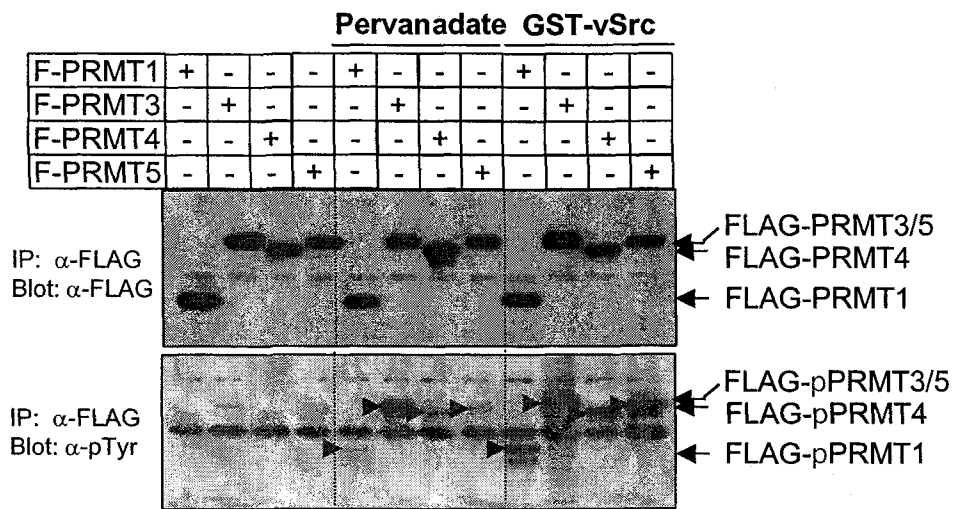 Pervanadate GST-vSrc
F-PRMT1 + - - - + - - - + - - -
F-PRMT3 - + - - - + - - - + - -
F-PRMT4 - - + - - - + - - - + -
F-PRMT5 - - - + - - - + - - - +
IP: α-FLAG
Blot: α-FLAG
FLAG-PRMT3/5
FLAG-PRMT4
FLAG-PRMT1
IP: α-FLAG
Blot: α-pTyr
FLAG-pPRMT3/5
FLAG-pPRMT4
FLAG-pPRMT1